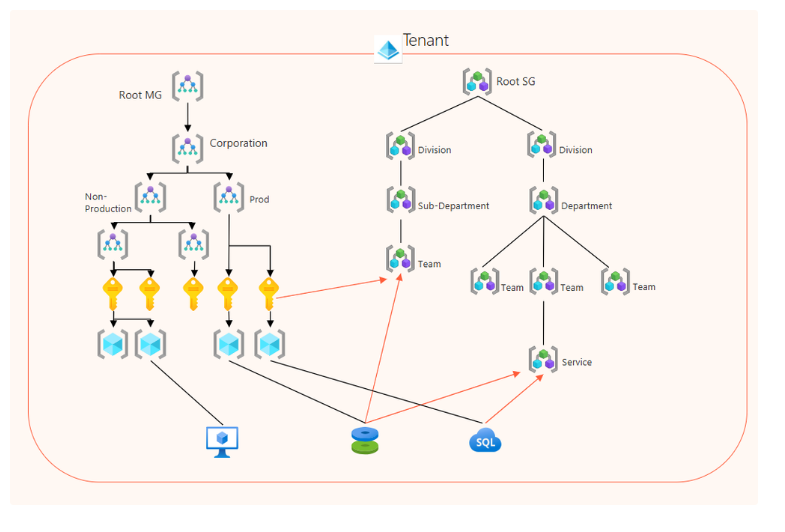 Tenant
Root MG
Root SG
Corporation
Division
Division
Non-
Production
Prod
Sub-Department
Department
Team
Team
Team
Team
Service
SQL